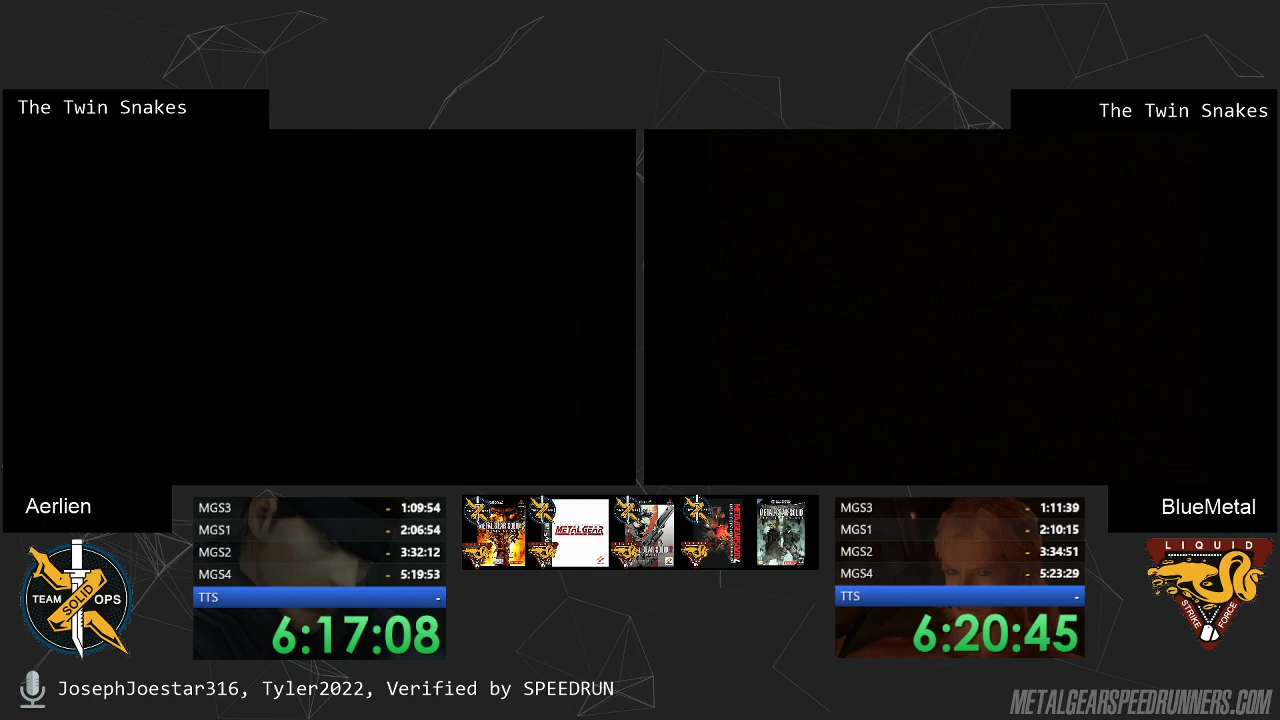 The Twin Snakes
The Twin Snakes
Aerlien
BlueMetal
MGS3 - 1:09:54
MGS1 - 2:06:54
MGS2 - 3:32:12
MGS4 - 5:19:53
TTS -
6:17:08
METAL GEAR SOLID
MGS3 - 1:11:39
MGS1 - 2:10:15
MGS2 - 3:34:51
MGS4 - 5:23:29
TTS -
6:20:45
TEAM SOLID OPS
LIQUID
STRIKE FORCE
JosephJoestar316, Tyler2022, Verified by SPEEDRUN
METALGEARSPEEDRUNNERS.COM